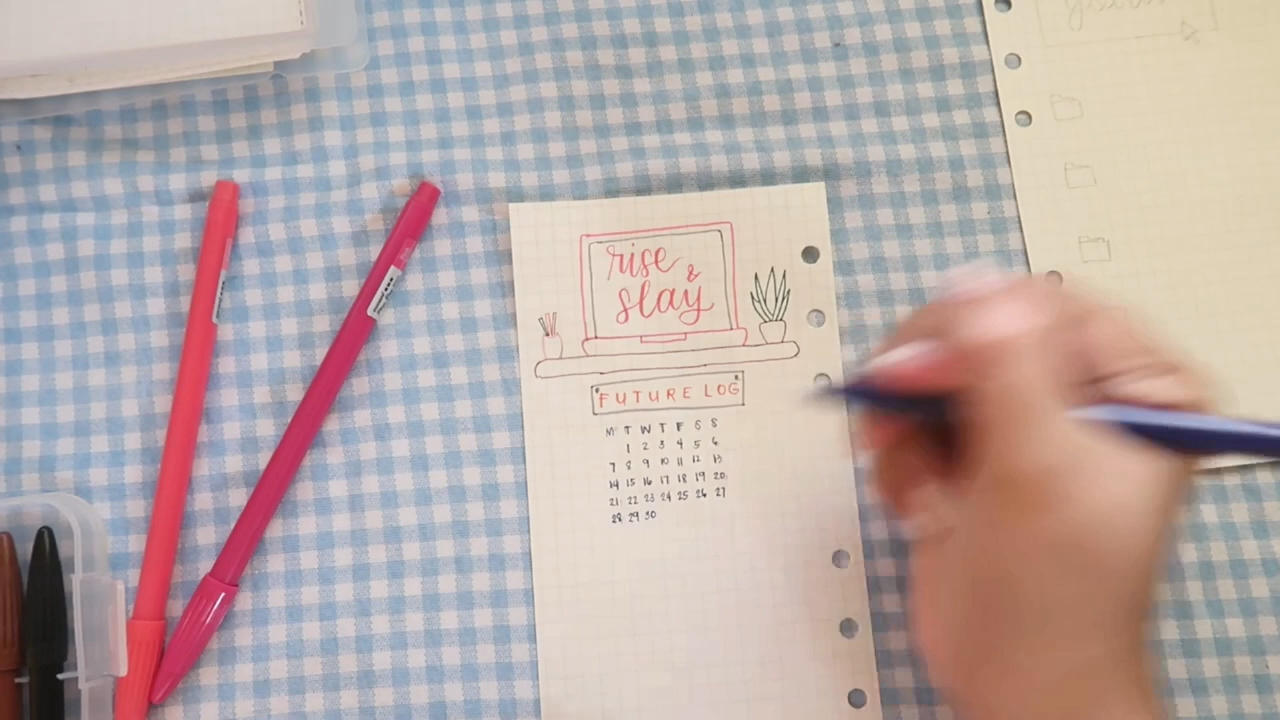 rise
&
slay
FUTURE LOG
M T W T F S S
1 2 3 4 5 6
7 8 9 10 11 12 13
14 15 16 17 18 19 20
21 22 23 24 25 26 27
28 29 30